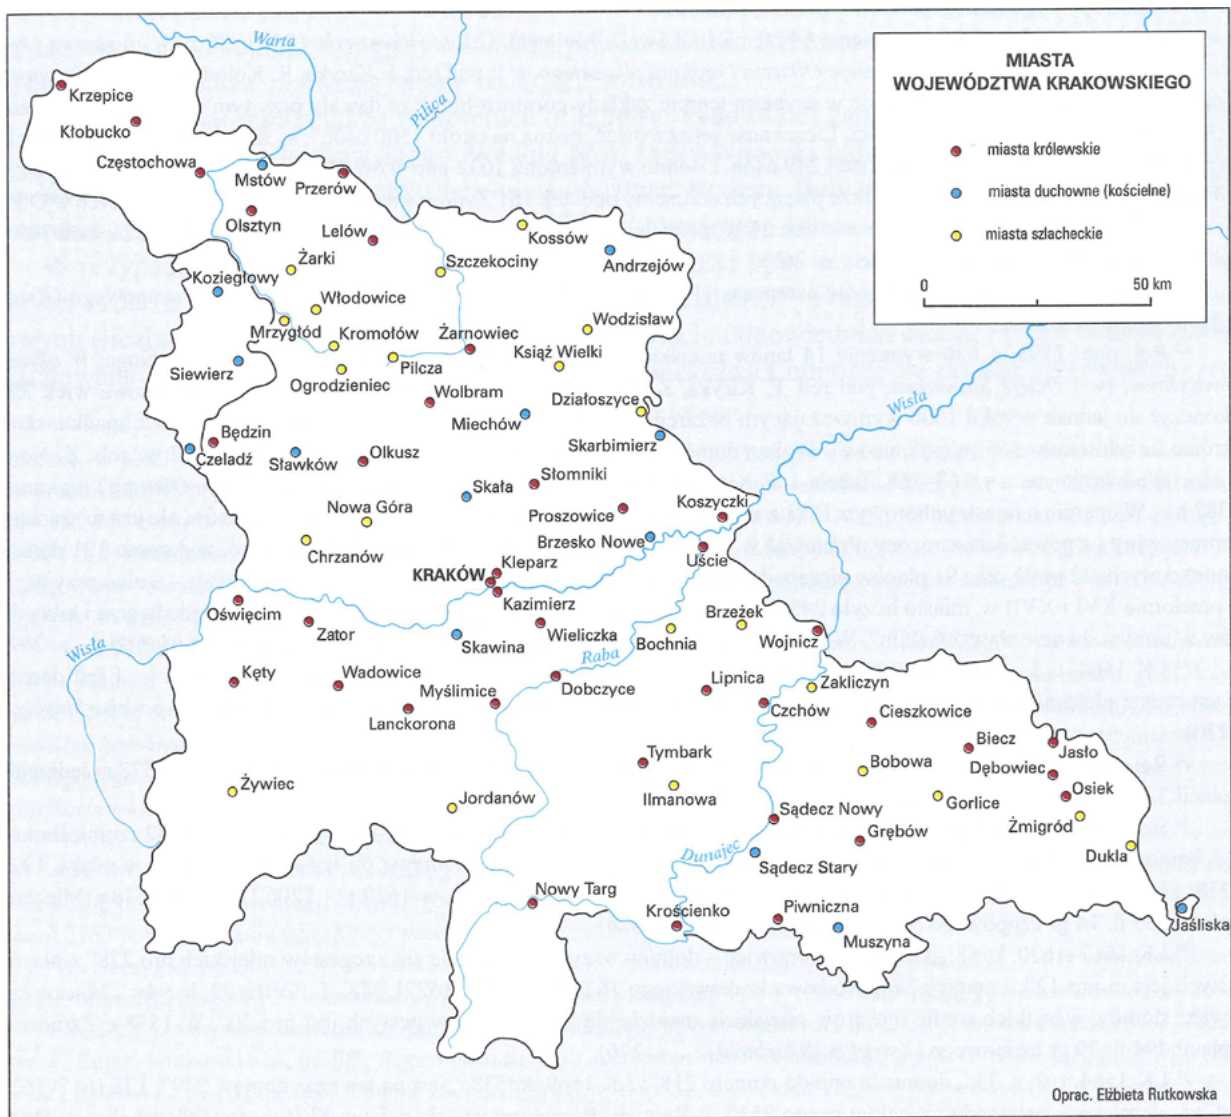 MIASTA
WOJEWÓDZTWA KRAKOWSKIEGO
miasta królewskie
miasta duchowne (kościelne)
miasta szlacheckie
0
50 km
Warta
Pilica
Krzepice
Kłobucko
Częstochowa
Mstów
Przerów
Olsztyn
Lelów
Kossów
Andrzejów
Żarki
Szczekociny
Koziegłowy
Włodowice
Wodzisław
Mrzygłód
Kromołów
Żarnowiec
Książ Wielki
Siewierz
Ogrodzieniec
Pilcza
Wolbram
Działoszyce
Wisła
Miechów
Skarbimierz
Będzin
Czeladź
Sławków
Olkusz
Słomniki
Skała
Koszyczki
Nowa Góra
Proszowice
Brzesko Nowe
Chrzanów
Kleparz
Uście
KRAKÓW
Kazimierz
Oświęcim
Brzeżek
Zator
Wieliczka
Bochnia
Wojnicz
Skawina
Wisła
Raba
Kęty
Wadowice
Dobczyce
Lipnica
Zakliczyn
Myślimice
Czchów
Lanckorona
Cieszkowice
Biecz
Jasło
Tymbark
Bobowa
Dębowiec
Żywiec
Jordanów
Ilmanowa
Gorlice
Osiek
Sądecz Nowy
Żmigród
Grębów
Dukla
Dunajec
Sądecz Stary
Nowy Targ
Krościenko
Piwniczna
Jaśliska
Muszyna
Oprac. Elżbieta Rutkowska